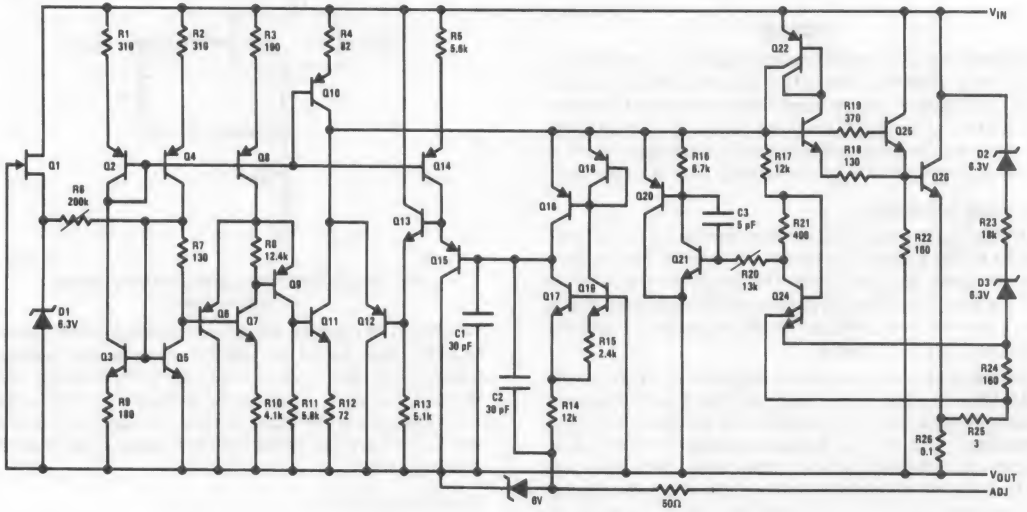 VIN
R1
310
R2
310
R3
190
R4
82
R5
5.6k
Q22
Q10
R19
370
Q25
Q1
Q2
Q4
Q8
Q14
R6
200k
Q18
Q16
R16
6.7k
R17
12k
R18
130
Q26
D2
6.3V
Q13
Q20
C3
5 pF
R21
400
R23
18k
R7
130
R8
12.4k
Q15
Q21
R20
13k
R22
160
D1
6.3V
Q9
Q6
Q7
Q11
Q12
Q17
Q19
Q24
D3
6.3V
C1
30 pF
R15
2.4k
Q3
Q5
C2
30 pF
R24
160
R9
180
R10
4.1k
R11
5.8k
R12
72
R13
5.1k
R14
12k
R26
0.1
R25
3
VOUT
6V
50Ω
ADJ